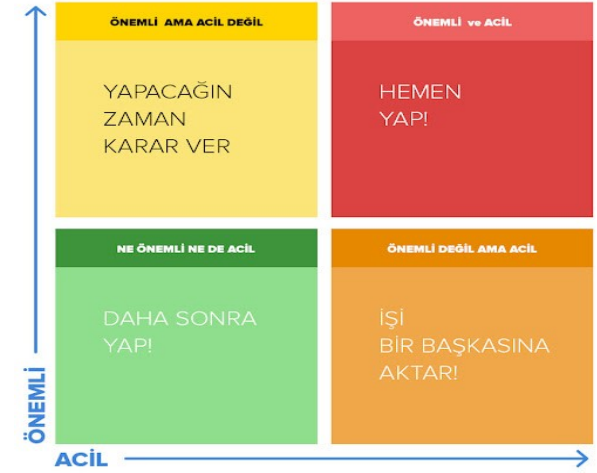 ÖNEMLİ AMA ACİL DEĞİL
YAPACAĞIN
ZAMAN
KARAR VER
ÖNEMLİ ve ACİL
HEMEN
YAP!
NE ÖNEMLİ NE DE ACİL
DAHA SONRA
YAP!
ÖNEMLİ DEĞİL AMA ACİL
İŞİ
BİR BAŞKASINA
AKTAR!
ÖNEMLİ
ACİL